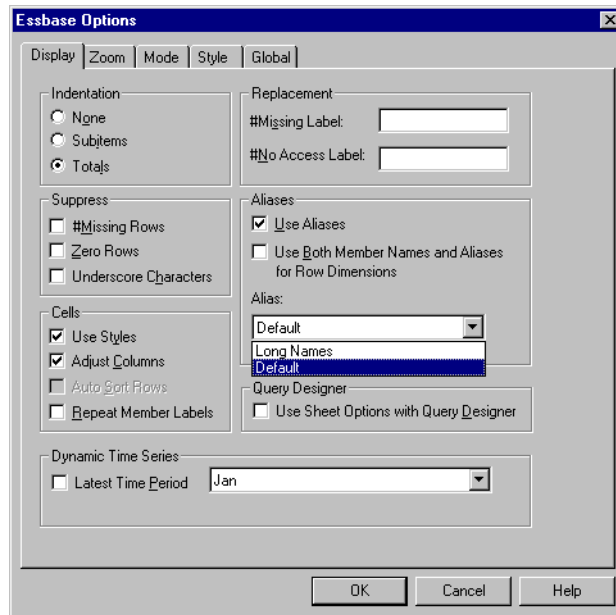 Essbase Options
Display Zoom Mode Style Global
Indentation
None
Subitems
Totals
Replacement
#Missing Label:
#No Access Label:
Suppress
#Missing Rows
Zero Rows
Underscore Characters
Aliases
Use Aliases
Use Both Member Names and Aliases
for Row Dimensions
Alias:
Default
Long Names
Default
Cells
Use Styles
Adjust Columns
Auto Sort Rows
Repeat Member Labels
Query Designer
Use Sheet Options with Query Designer
Dynamic Time Series
Latest Time Period
Jan
OK Cancel Help